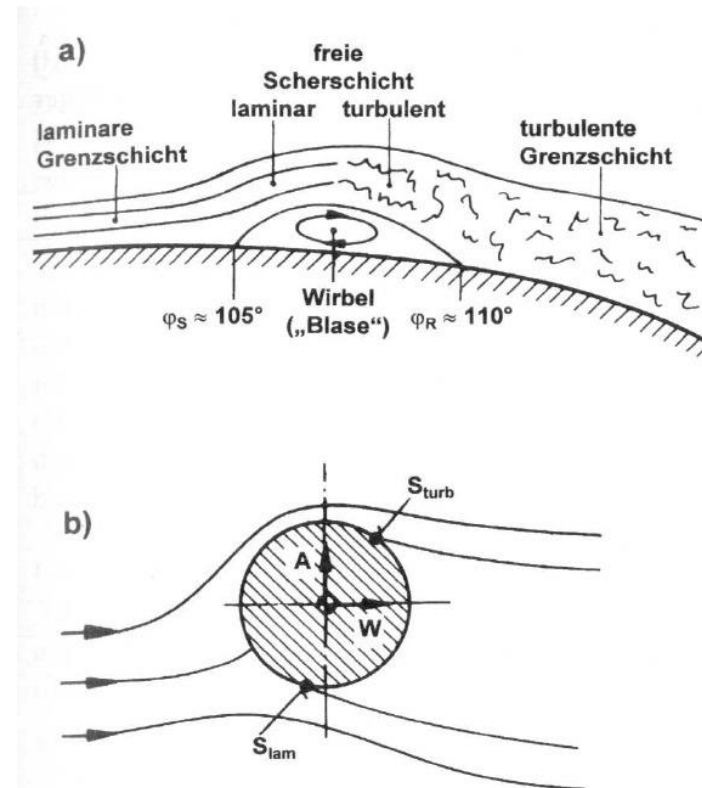 a)
freie
Scherschicht
laminar turbulent
laminare
Grenzschicht
turbulente
Grenzschicht
φS ≈ 105°
Wirbel
(„Blase“)
φR ≈ 110°
b)
Sturb
A
W
Slam